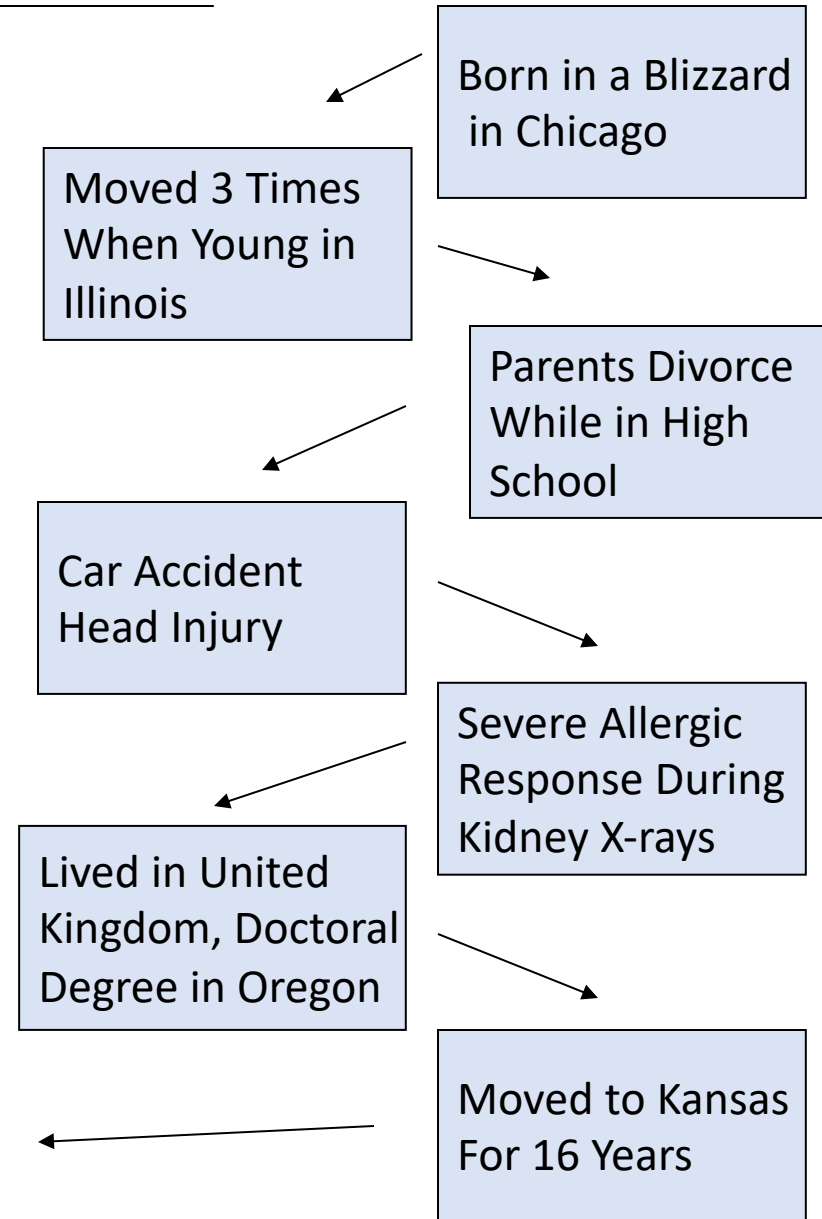 Born in a Blizzard
in Chicago
Moved 3 Times
When Young in
Illinois
Parents Divorce
While in High
School
Car Accident
Head Injury
Severe Allergic
Response During
Kidney X-rays
Lived in United
Kingdom, Doctoral
Degree in Oregon
Moved to Kansas
For 16 Years